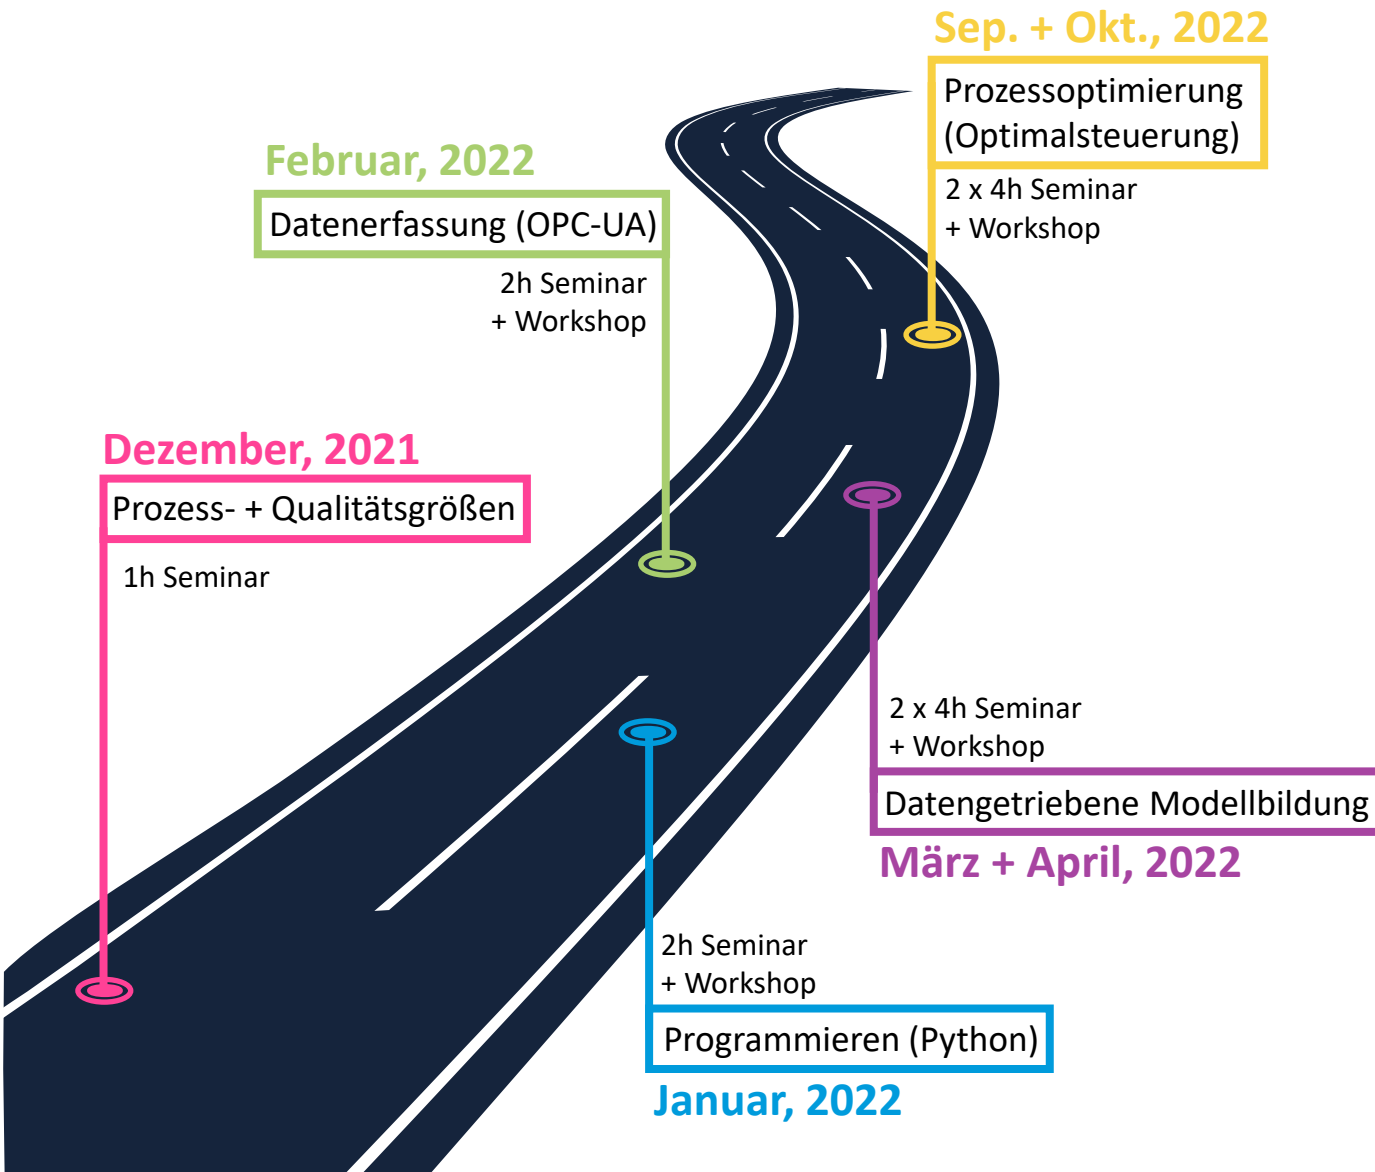 Sep. + Okt., 2022
Prozessoptimierung
(Optimalsteuerung)
2 x 4h Seminar
+ Workshop
Februar, 2022
Datenerfassung (OPC-UA)
2h Seminar
+ Workshop
Dezember, 2021
Prozess- + Qualitätsgrößen
1h Seminar
2 x 4h Seminar
+ Workshop
Datengetriebene Modellbildung
März + April, 2022
2h Seminar
+ Workshop
Programmieren (Python)
Januar, 2022